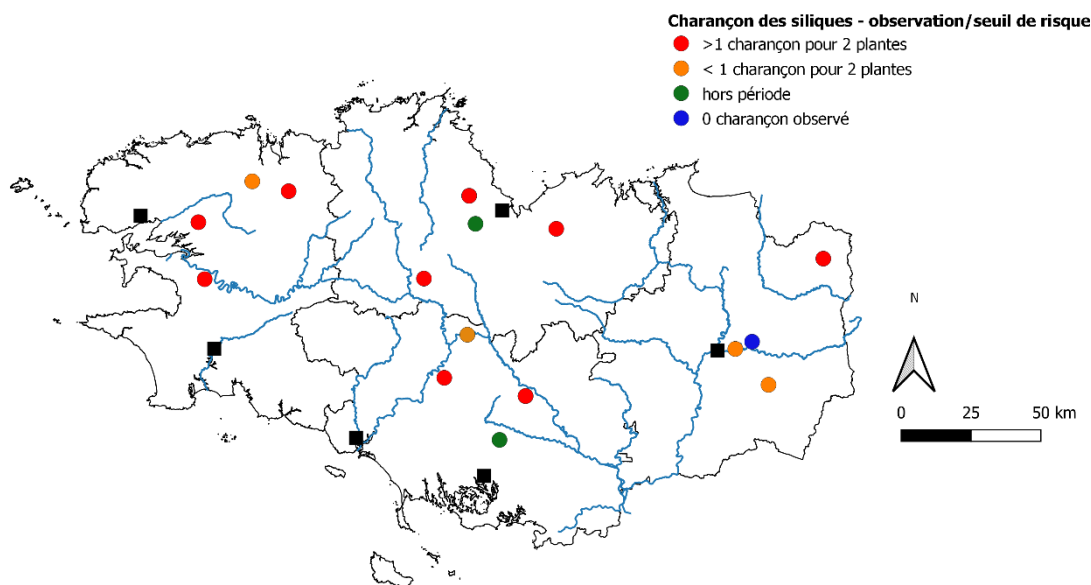 Charançon des siliques - observation/seuil de risque
>1 charançon pour 2 plantes
< 1 charançon pour 2 plantes
hors période
0 charançon observé
N
0 25 50 km